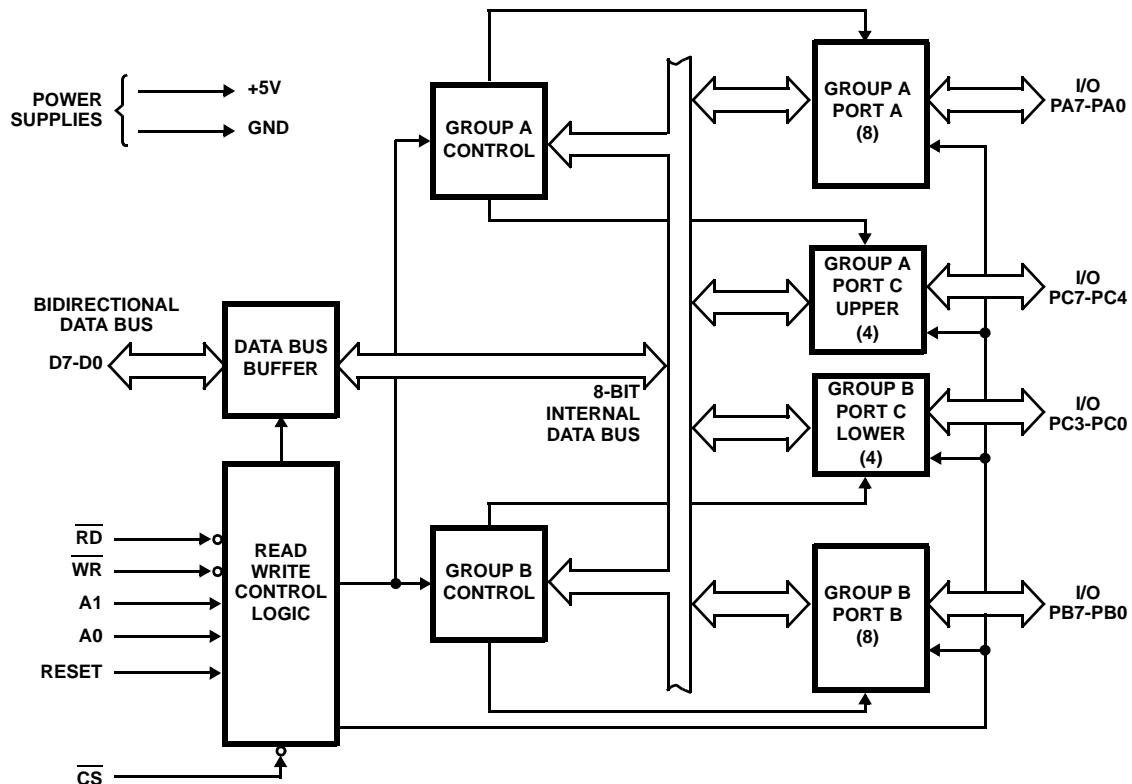 POWER
SUPPLIES
+5V
GND
GROUP A
CONTROL
GROUP A
PORT A
(8)
I/O
PA7-PA0
GROUP A
PORT C
UPPER
(4)
I/O
PC7-PC4
BIDIRECTIONAL
DATA BUS
D7-D0
DATA BUS
BUFFER
8-BIT
INTERNAL
DATA BUS
GROUP B
PORT C
LOWER
(4)
I/O
PC3-PC0
RD
WR
A1
A0
RESET
CS
READ
WRITE
CONTROL
LOGIC
GROUP B
CONTROL
GROUP B
PORT B
(8)
I/O
PB7-PB0